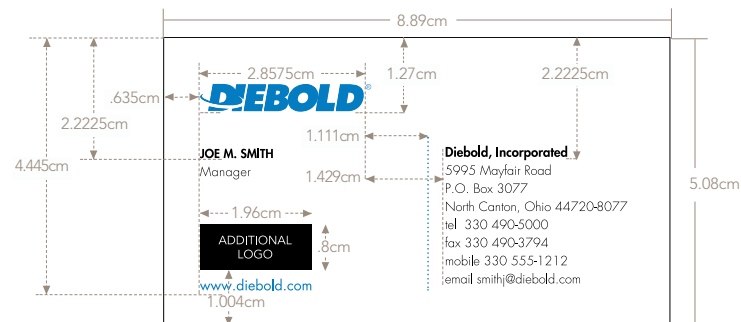 8.89cm
2.8575cm
1.27cm
2.2225cm
.635cm
DIEBOLD®
2.2225cm
1.111cm
4.445cm
JOE M. SMITH
Manager
1.429cm
Diebold, Incorporated
5995 Mayfair Road
P.O. Box 3077
North Canton, Ohio 44720-8077
tel 330 490-5000
fax 330 490-3794
mobile 330 555-1212
email smithj@diebold.com
5.08cm
1.96cm
ADDITIONAL
LOGO
.8cm
www.diebold.com
1.004cm